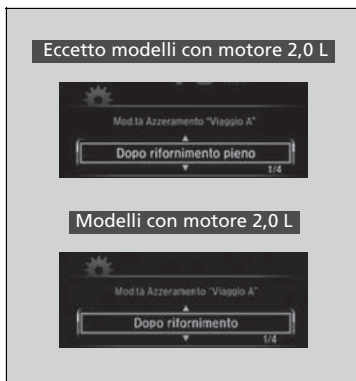 Eccetto modelli con motore 2,0 L
Mod.tà Azzeramento "Viaggio A"
Dopo rifornimento pieno
1/4
Modelli con motore 2,0 L
Mod.tà Azzeramento "Viaggio A"
Dopo rifornimento
1/4